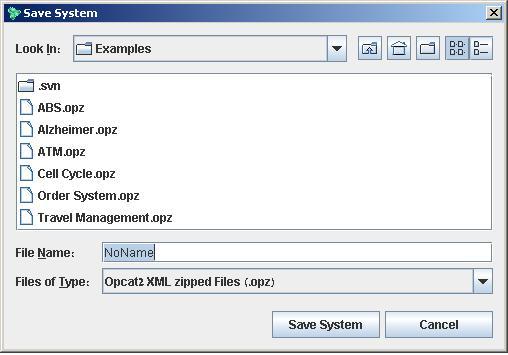 Save System
Look In: Examples
.svn
ABS.opz
Alzheimer.opz
ATM.opz
Cell Cycle.opz
Order System.opz
Travel Management.opz
File Name: NoName
Files of Type: Opcat2 XML zipped Files (.opz)
Save System Cancel